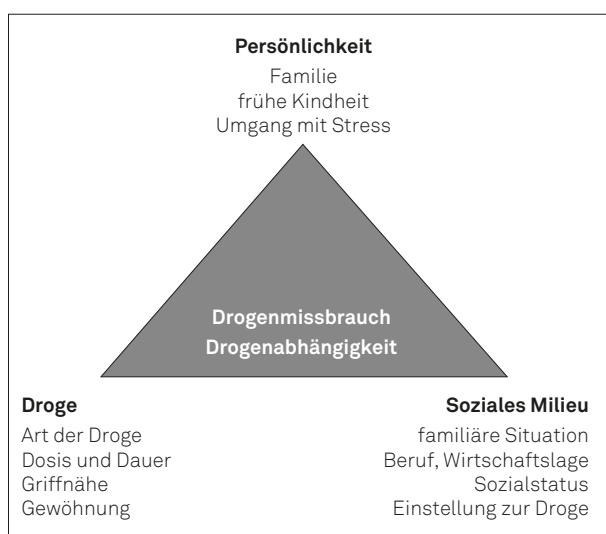 Persönlichkeit
Familie
frühe Kindheit
Umgang mit Stress
Drogenmissbrauch
Drogenabhängigkeit
Droge
Art der Droge
Dosis und Dauer
Griffnähe
Gewöhnung
Soziales Milieu
familiäre Situation
Beruf, Wirtschaftslage
Sozialstatus
Einstellung zur Droge